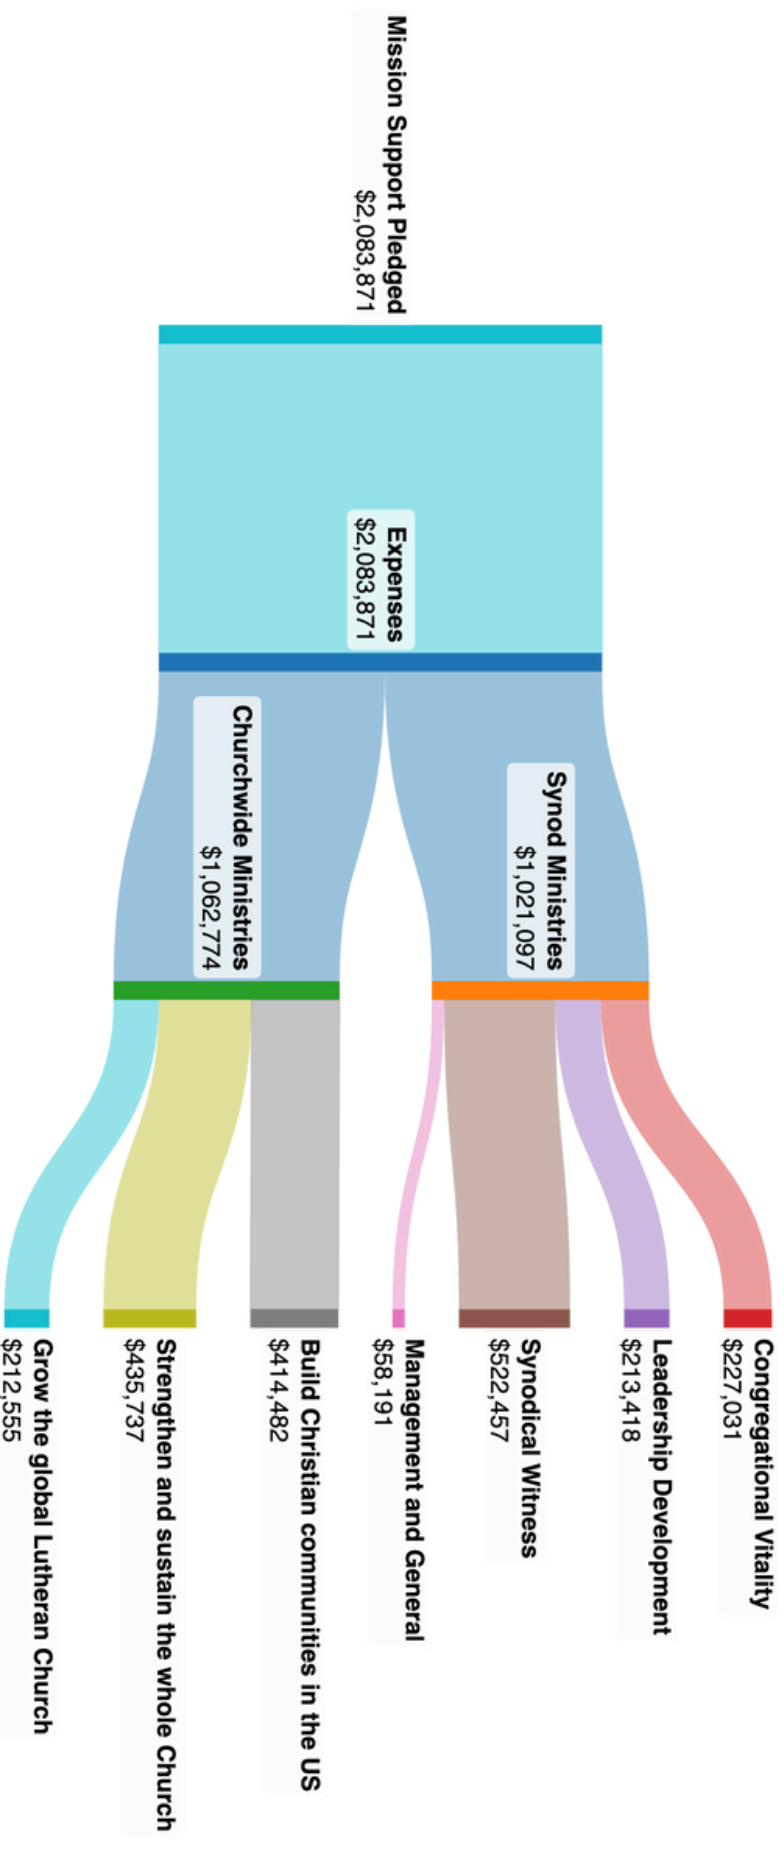 Mission Support Pledged
$2,083,871
Expenses
$2,083,871
Synod Ministries
$1,021,097
Churchwide Ministries
$1,062,774
Congregational Vitality
$227,031
Leadership Development
$213,418
Synodical Witness
$522,457
Management and General
$58,191
Build Christian communities in the US
$414,482
Strengthen and sustain the whole Church
$435,737
Grow the global Lutheran Church
$212,555